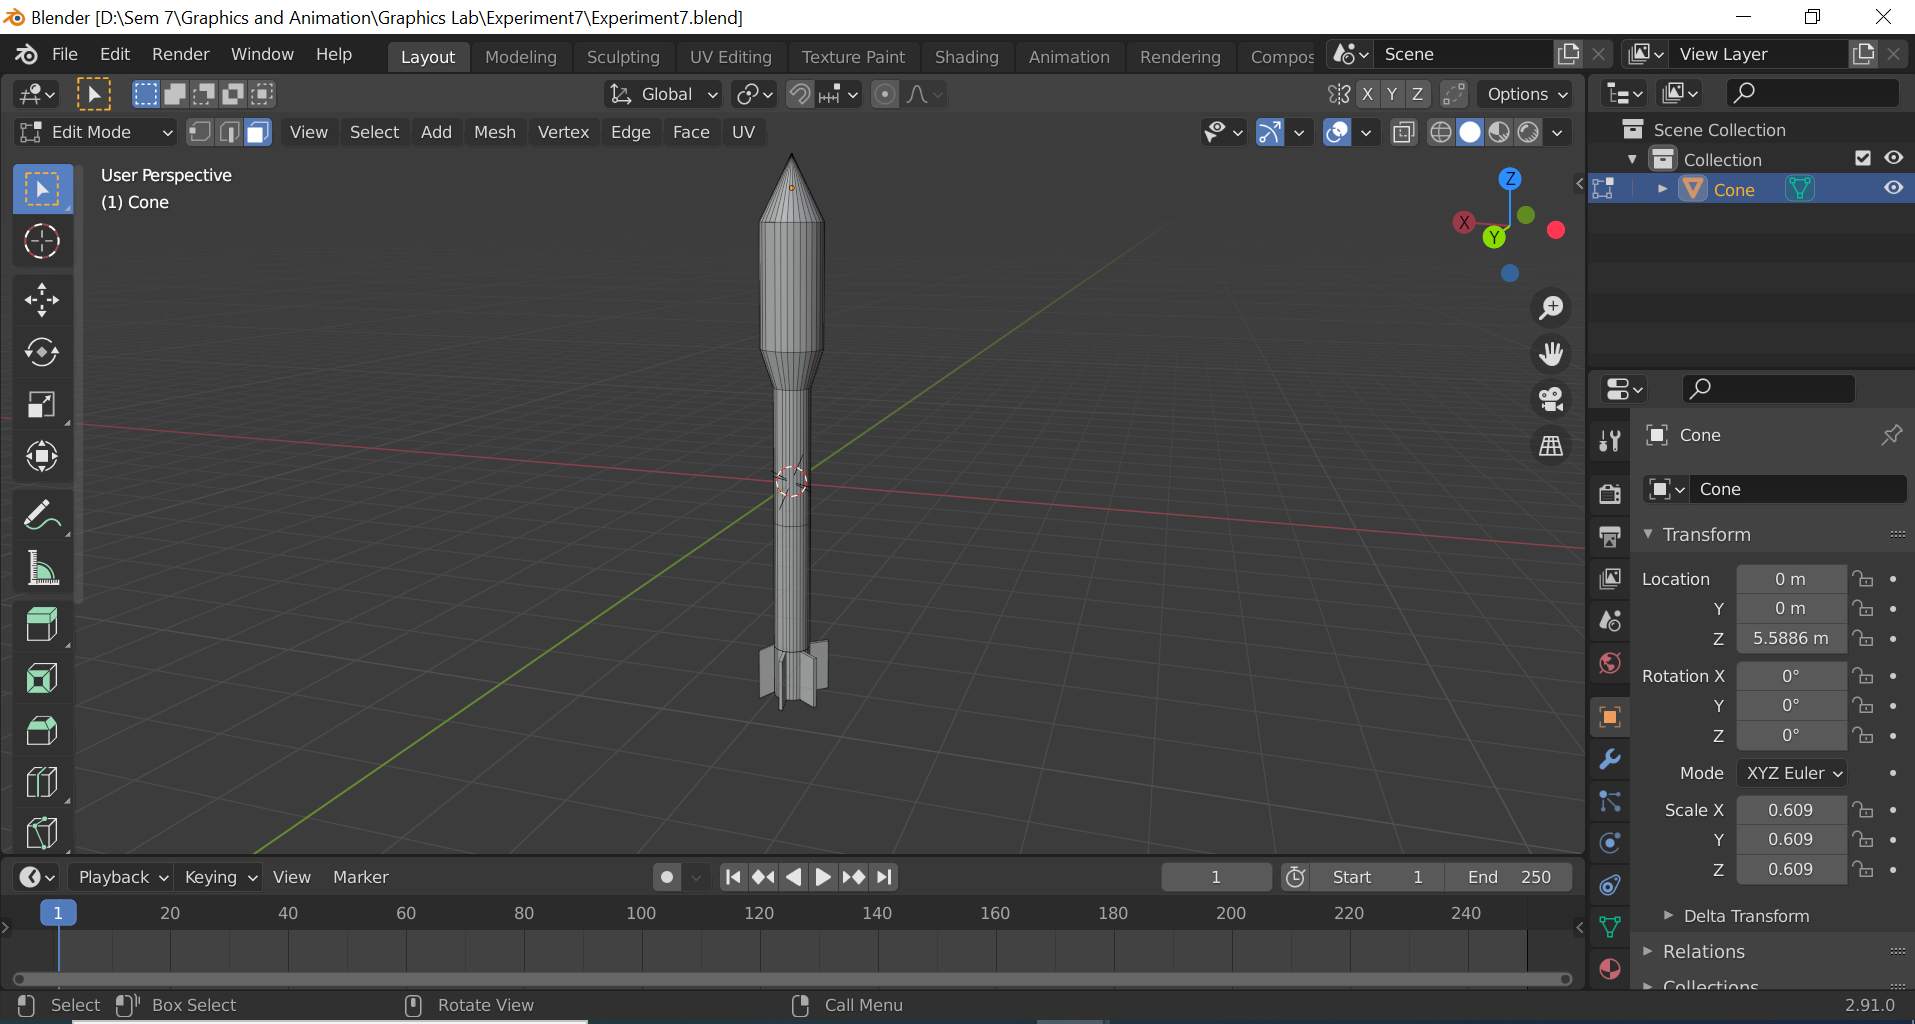 Blender [D:\Sem 7\Graphics and Animation\Graphics Lab\Experiment7\Experiment7.blend]
File Edit Render Window Help Layout Modeling Sculpting UV Editing Texture Paint Shading Animation Rendering Compos Scene View Layer
Global X Y Z Options
Edit Mode View Select Add Mesh Vertex Edge Face UV
Scene Collection
Collection
Cone
User Perspective
(1) Cone
Z
X
Y
Cone
Cone
Transform
Location 0 m
Y 0 m
Z 5.5886 m
Rotation X 0°
Y 0°
Z 0°
Mode XYZ Euler
Scale X 0.609
Y 0.609
Z 0.609
Delta Transform
Relations
Collections
Playback Keying View Marker 1 Start 1 End 250
1 20 40 60 80 100 120 140 160 180 200 220 240
Select Box Select Rotate View Call Menu 2.91.0